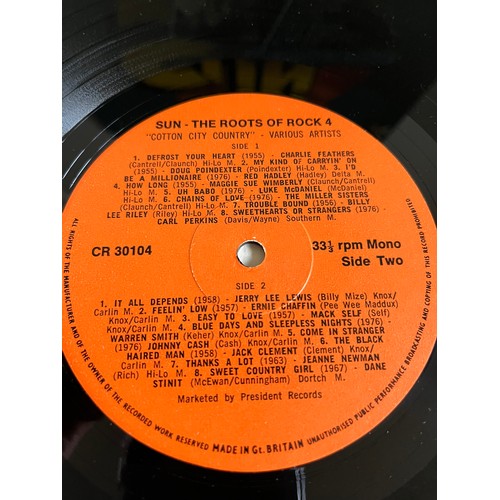 SUN - THE ROOTS OF ROCK 4
"COTTON CITY COUNTRY" - VARIOUS ARTISTS
SIDE 1
1. DEFROST YOUR HEART (1955) - CHARLIE FEATHERS
(Cantrell/Claunch) Hi-Lo M. 2. MY KIND OF CARRYIN' ON
(1955) - DOUG POINDEXTER (Poindexter) Hi-Lo M. 3. I'D
BE A MILLIONAIRE (1976) - RED HADLEY (Hadley) Delta M.
4. HOW LONG (1955) - MAGGIE SUE WIMBERLY (Claunch/Cantrell)
Hi-Lo M. 5. UH BABO (1976) - LUKE McDANIEL (McDaniel)
Hi-Lo M. 6. CHAINS OF LOVE (1976) - THE MILLER SISTERS
(Claunch/Cantrell) Hi-Lo M. 7. TROUBLE BOUND (1956) - BILLY
LEE RILEY (Riley) Hi-Lo M. 8. SWEETHEARTS OR STRANGERS (1976)
CARL PERKINS (Davis/Wayne) Southern M.
CR 30104
33⅓ rpm Mono
Side Two
SIDE 2
1. IT ALL DEPENDS (1958) - JERRY LEE LEWIS (Billy Mize) Knox/
Carlin M. 2. FEELIN' LOW (1957) - ERNIE CHAFFIN (Pee Wee Maddux)
Knox/Carlin M. 3. EASY TO LOVE (1957) - MACK SELF (Self)
Knox/Carlin M. 4. BLUE DAYS AND SLEEPLESS NIGHTS (1976) -
WARREN SMITH (Keher) Knox/Carlin M. 5. COME IN STRANGER
(1976) JOHNNY CASH (Cash) Knox/Carlin M. 6. THE BLACK
HAIRED MAN (1958) - JACK CLEMENT (Clement) Knox/
Carlin M. 7. THANKS A LOT (1963) - JEANNE NEWMAN
(Rich) Hi-Lo M. 8. SWEET COUNTRY GIRL (1967) - DANE
STINIT (McEwan/Cunningham) Dortch M.
Marketed by President Records
ALL RIGHTS OF THE MANUFACTURER AND OF THE OWNER OF THE RECORDED WORK RESERVED MADE IN Gt. BRITAIN UNAUTHORISED PUBLIC PERFORMANCE BROADCASTING AND COPYING OF THIS RECORD PROHIBITED